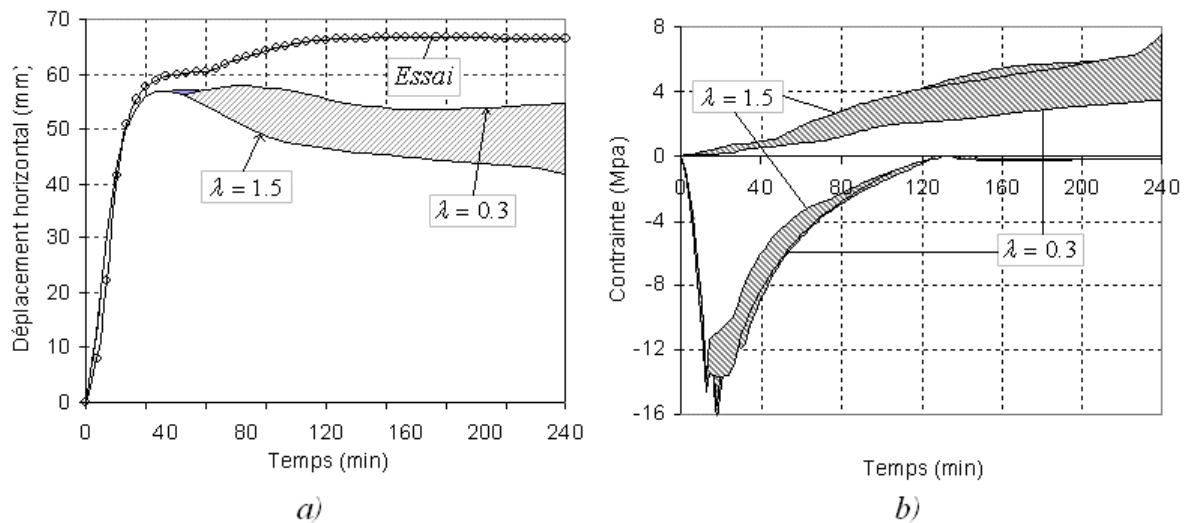 70
60
50
40
30
20
10
0
Déplacement horizontal (mm)
Essai
λ = 1.5
λ = 0.3
0 40 80 120 160 200 240
Temps (min)
a)
8
4
0
-4
-8
-12
-16
Contrainte (Mpa)
λ = 1.5
λ = 0.3
0 40 80 120 160 200 240
Temps (min)
b)